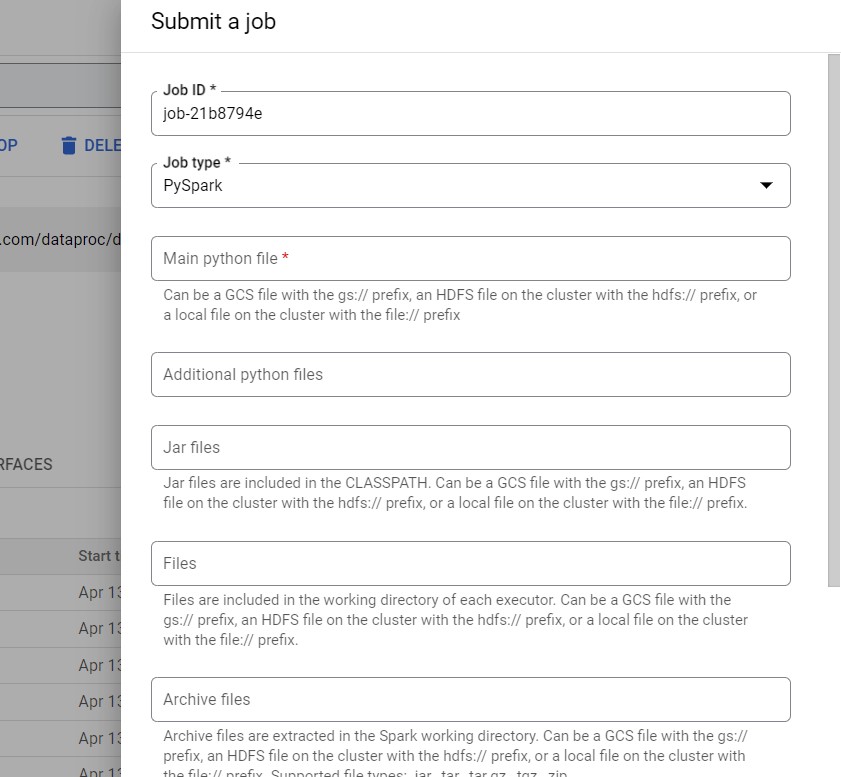 Submit a job
Job ID *
job-21b8794e
OP
DELE
Job type *
PySpark
.com/dataproc/d
Main python file *
Can be a GCS file with the gs:// prefix, an HDFS file on the cluster with the hdfs:// prefix, or
a local file on the cluster with the file:// prefix
Additional python files
Jar files
RFACES
Jar files are included in the CLASSPATH. Can be a GCS file with the gs:// prefix, an HDFS
file on the cluster with the hdfs:// prefix, or a local file on the cluster with the file:// prefix.
Start t
Files
Apr 13
Files are included in the working directory of each executor. Can be a GCS file with the
gs:// prefix, an HDFS file on the cluster with the hdfs:// prefix, or a local file on the cluster
Apr 13
with the file:// prefix.
Apr 13
Archive files
Apr 13
Archive files are extracted in the Spark working directory. Can be a GCS file with the gs://
Apr 13
prefix, an HDFS file on the cluster with the hdfs:// prefix, or a local file on the cluster with
Apr 13
the file:// prefix. Supported file types: .jar, .tar, .tar.gz, .tgz, .zip.